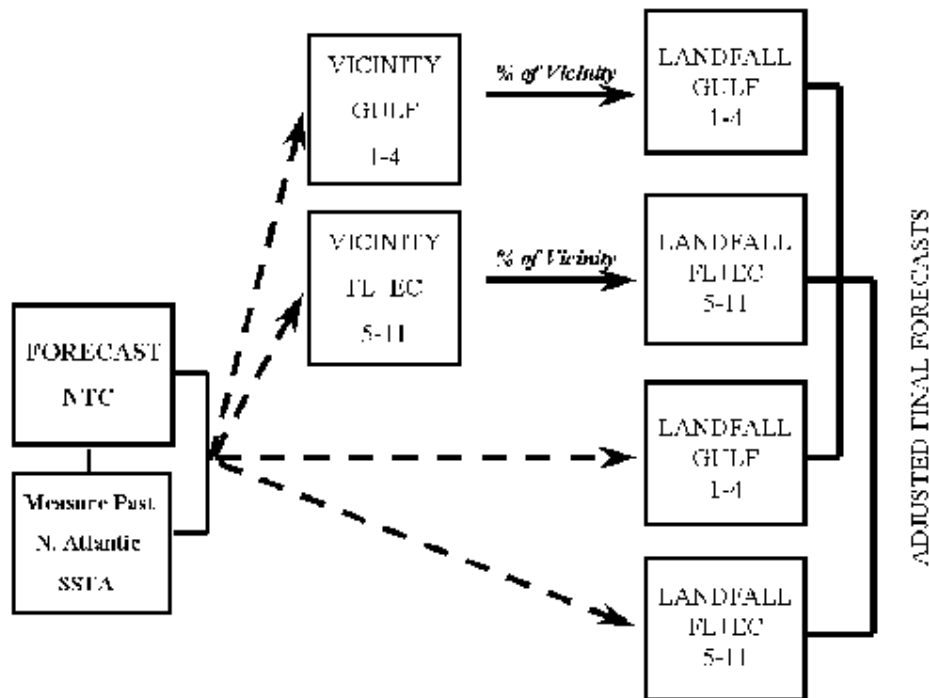 VICINITY
GULF
1-4
% of Vicinity
LANDFALL
GULF
1-4
VICINITY
FL+EC
5-11
% of Vicinity
LANDFALL
FL+EC
5-11
FORECAST
NTC
Measure Past
N. Atlantic
SSTA
LANDFALL
GULF
1-4
LANDFALL
FL+EC
5-11
ADJUSTED FINAL FORECASTS